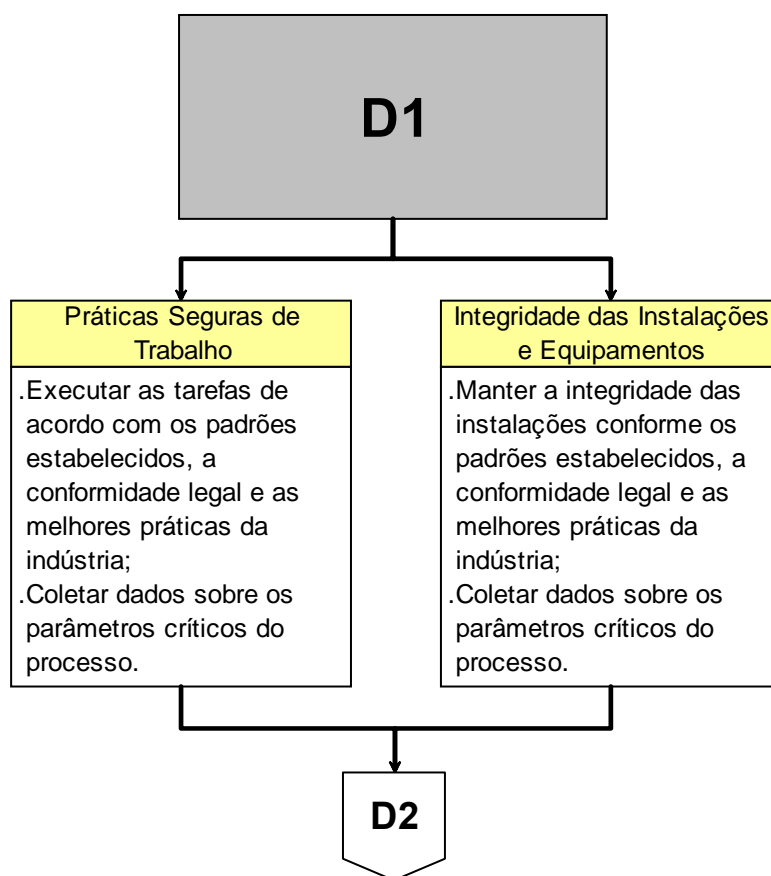 D1
Práticas Seguras de
Trabalho
.Executar as tarefas de
acordo com os padrões
estabelecidos, a
conformidade legal e as
melhores práticas da
indústria;
.Coletar dados sobre os
parâmetros críticos do
processo.
Integridade das Instalações
e Equipamentos
.Manter a integridade das
instalações conforme os
padrões estabelecidos, a
conformidade legal e as
melhores práticas da
indústria;
.Coletar dados sobre os
parâmetros críticos do
processo.
D2